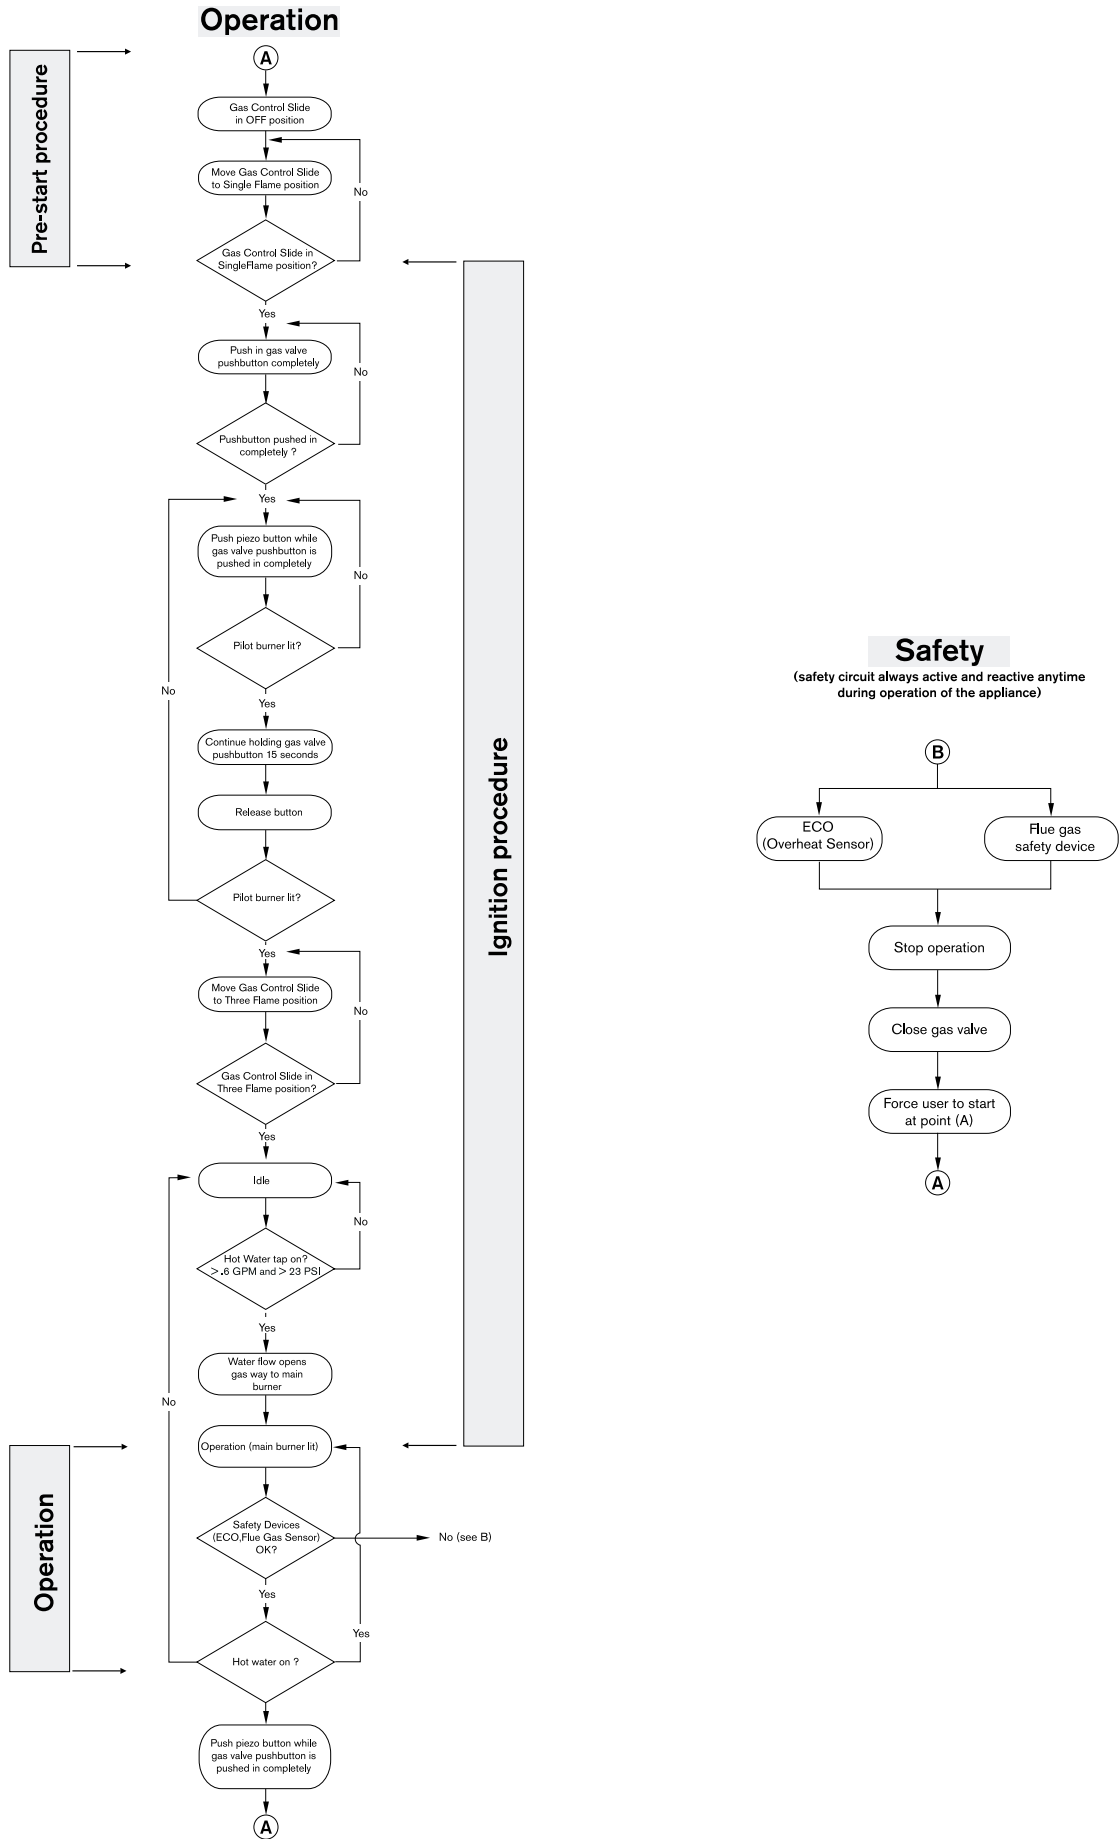 Operation
A
Pre-start procedure
Gas Control Slide
in OFF position
Move Gas Control Slide
to Single Flame position
No
Gas Control Slide in
SingleFlame position?
Yes
Push in gas valve
pushbutton completely
No
Pushbutton pushed in
completely ?
Yes
Push piezo button while
gas valve pushbutton is
pushed in completely
No
Pilot burner lit?
No
Yes
Continue holding gas valve
pushbutton 15 seconds
Release button
Pilot burner lit?
Yes
Move Gas Control Slide
to Three Flame position
No
Gas Control Slide in
Three Flame position?
Yes
Idle
No
Hot Water tap on?
>.6 GPM and > 23 PSI
Yes
Water flow opens
gas way to main
burner
No
Operation (main burner lit)
Safety Devices
(ECO,Flue Gas Sensor)
OK?
No (see B)
Yes
Yes
Hot water on ?
Push piezo button while
gas valve pushbutton is
pushed in completely
A
Ignition procedure
Operation
Safety
(safety circuit always active and reactive anytime
during operation of the appliance)
B
ECO
(Overheat Sensor)
Flue gas
safety device
Stop operation
Close gas valve
Force user to start
at point (A)
A